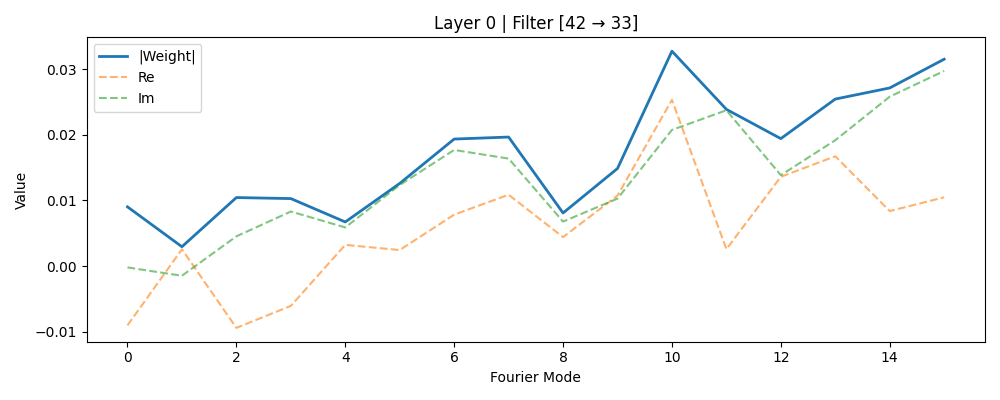 Layer 0 | Filter [42 → 33]
|Weight|
Re
Im
0.03
0.02
0.01
0.00
−0.01
Value
0 2 4 6 8 10 12 14
Fourier Mode